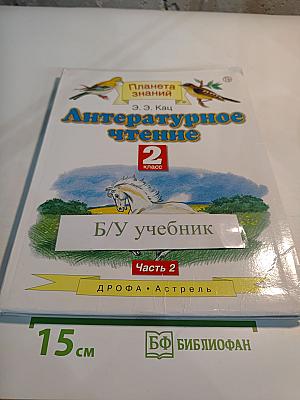 Планета
знаний
Э. Э. Кац
Литературное
чтение
2
класс
Б/У учебник
Часть 2
ДРОФА • Астрель
15 см
БФ БИБЛИОФАН